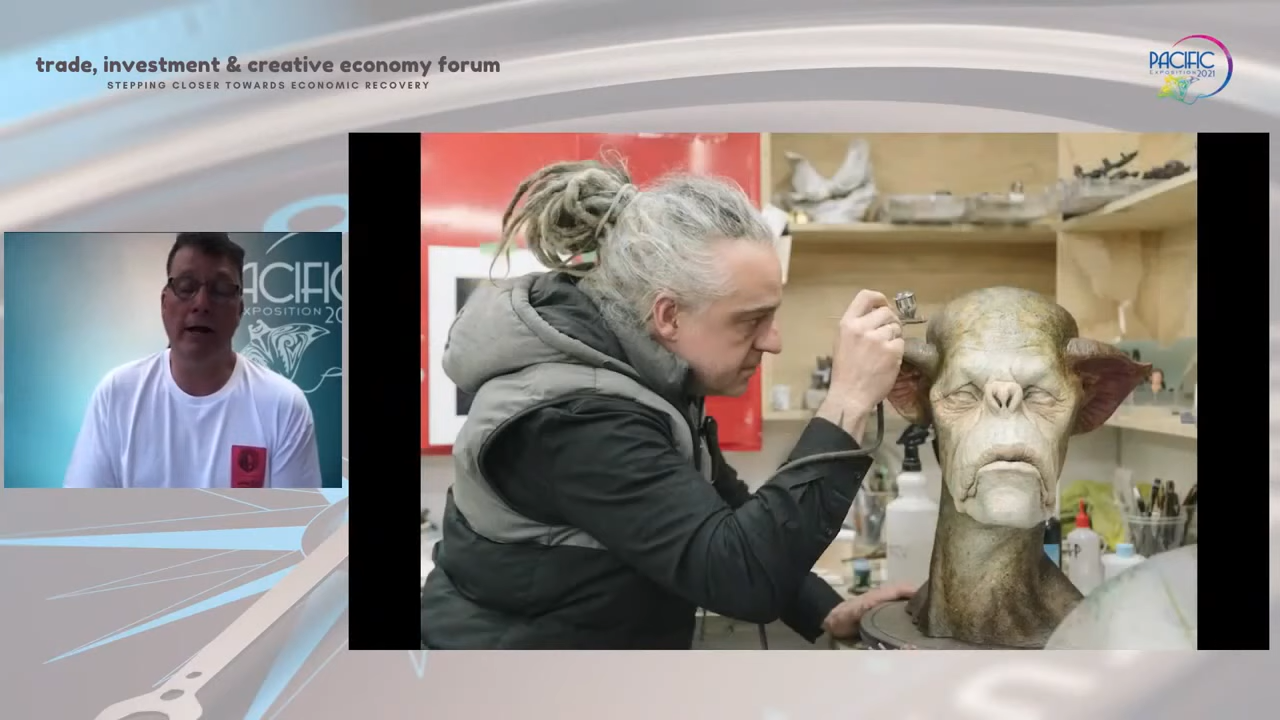 trade, investment & creative economy forum
STEPPING CLOSER TOWARDS ECONOMIC RECOVERY
PACIFIC
EXPOSITION 2021
ACIFIC
XPOSITION 20